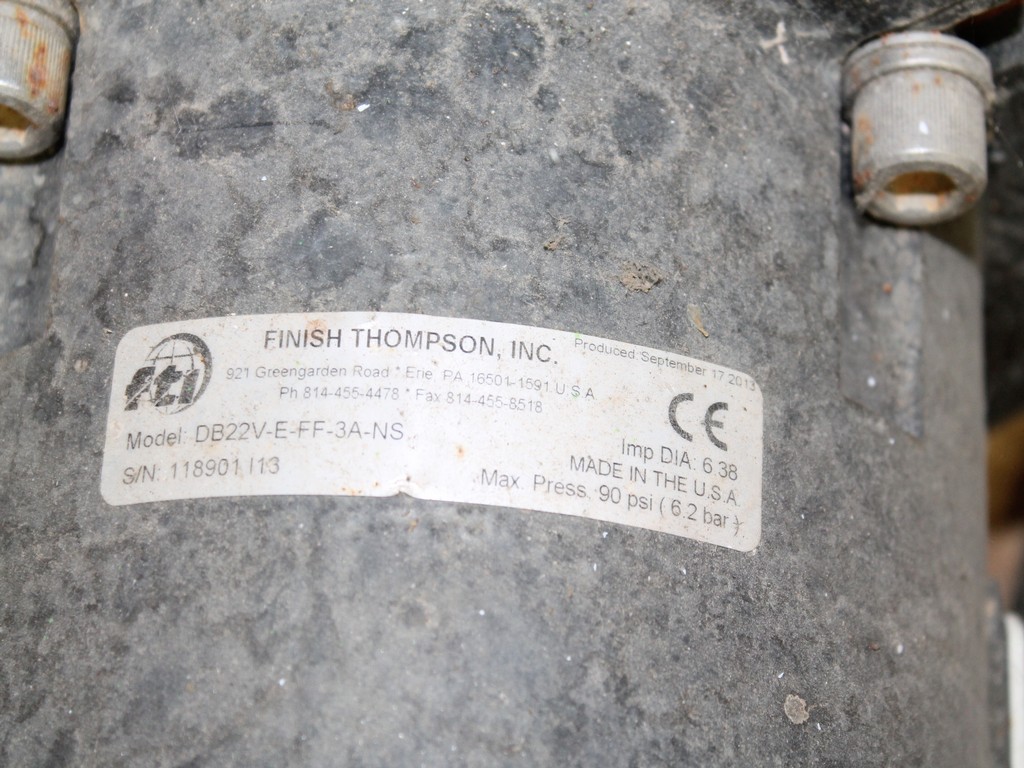 fti
FINISH THOMPSON, INC.
Produced September 17 2013
921 Greengarden Road * Erie, PA 16501-1591 U.S.A
Ph 814-455-4478 * Fax 814-455-8518
CE
Model: DB22V-E-FF-3A-NS
Imp DIA: 6.38
S/N: 118901 I13
MADE IN THE U.S.A
Max. Press. 90 psi ( 6.2 bar )